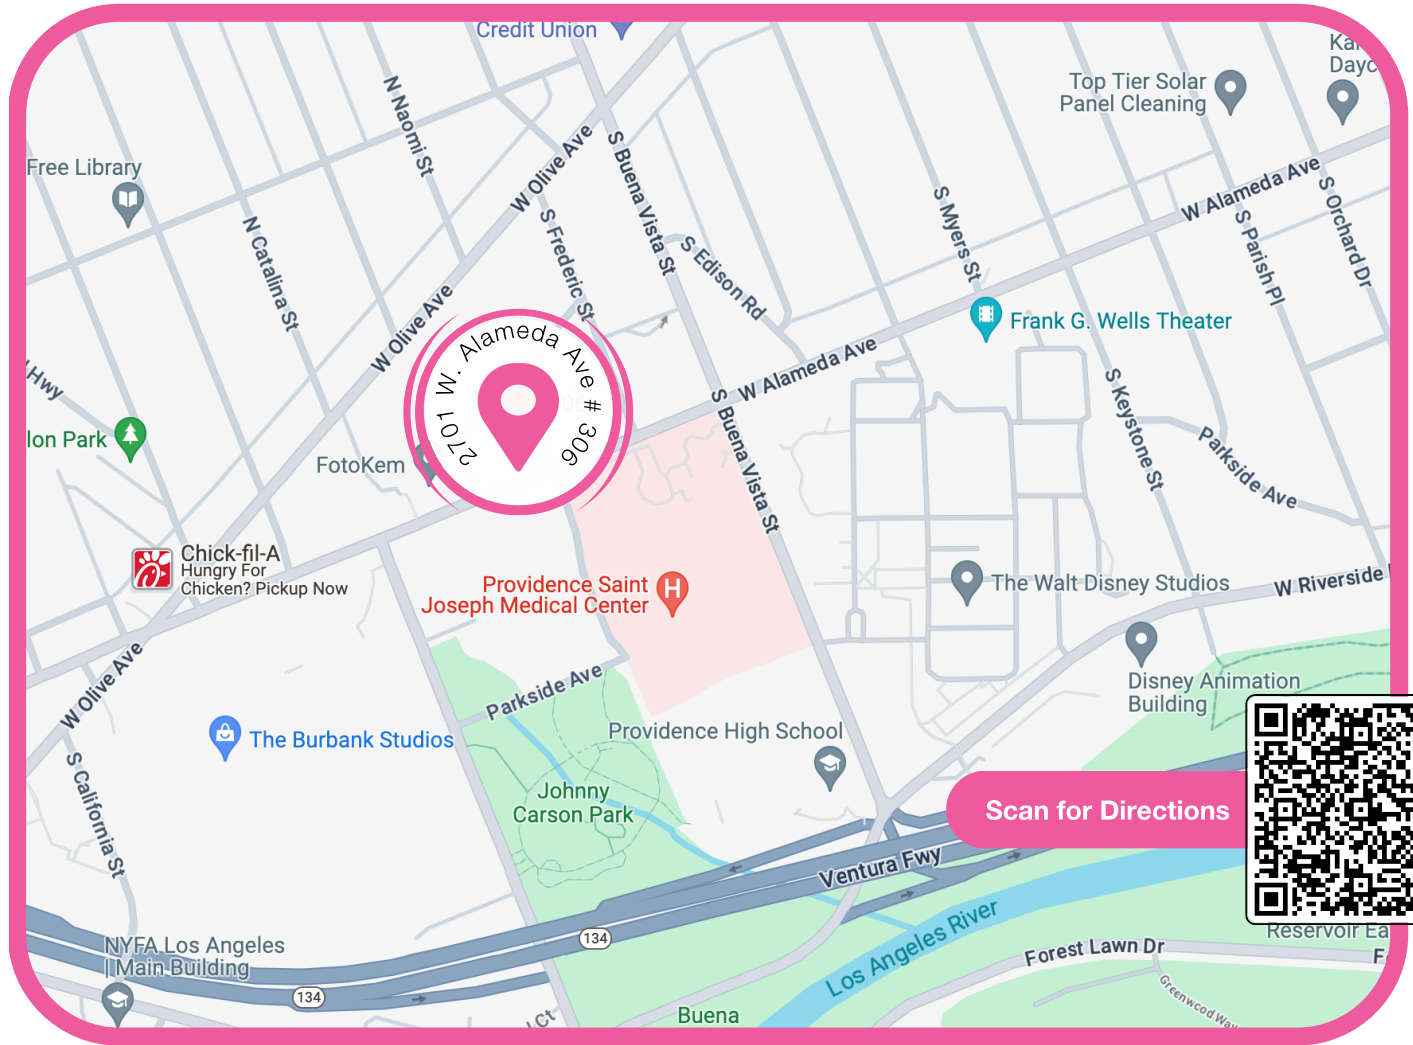 Credit Union
Kar
Dayc
Top Tier Solar
Panel Cleaning
N Naomi St
W Olive Ave
S Buena Vista St
W Alameda Ave
Free Library
S Myers St
S Orchard Dr
S Parish Pl
N Catalina St
S Frederic St
S Edison Rd
W Olive Ave
Frank G. Wells Theater
Hwy
2701 W. Alameda Ave # 306
W Alameda Ave
S Keystone St
S Buena Vista St
lon Park
FotoKem
Parkside Ave
Chick-fil-A
Hungry For
Chicken? Pickup Now
Providence Saint
Joseph Medical Center
H
The Walt Disney Studios
W Riverside
W Olive Ave
Parkside Ave
Disney Animation
Building
The Burbank Studios
Providence High School
S California St
Johnny
Carson Park
Scan for Directions
Ventura Fwy
134
Los Angeles River
Reservoir Ea
NYFA Los Angeles
| Main Building
Forest Lawn Dr
F
134
Greenwood Way
Ct
Buena